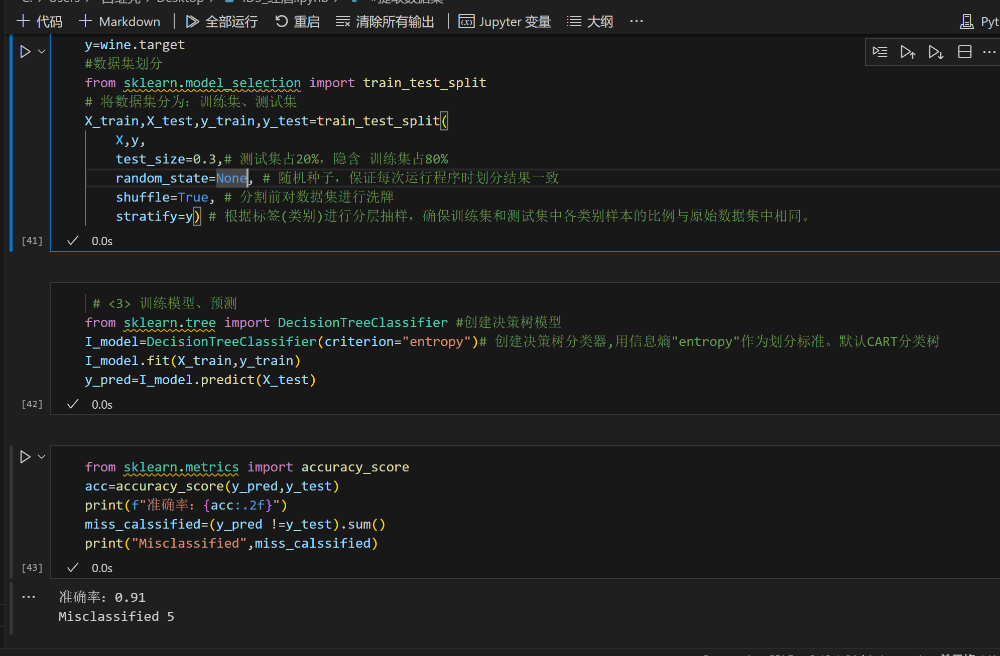 Desktop
代码 Markdown 全部运行 重启 清除所有输出 Jupyter 变量 大纲 ... Pyt
y=wine.target
#数据集划分
from sklearn.model_selection import train_test_split
# 将数据集分为：训练集、测试集
X_train,X_test,y_train,y_test=train_test_split(
X,y,
test_size=0.3,# 测试集占20%，隐含 训练集占80%
random_state=None, # 随机种子，保证每次运行程序时划分结果一致
shuffle=True, # 分割前对数据集进行洗牌
stratify=y) # 根据标签(类别)进行分层抽样，确保训练集和测试集中各类别样本的比例与原始数据集中相同。
[41] 0.0s
# <3> 训练模型、预测
from sklearn.tree import DecisionTreeClassifier #创建决策树模型
I_model=DecisionTreeClassifier(criterion="entropy")# 创建决策树分类器,用信息熵"entropy"作为划分标准。默认CART分类树
I_model.fit(X_train,y_train)
y_pred=I_model.predict(X_test)
[42] 0.0s
from sklearn.metrics import accuracy_score
acc=accuracy_score(y_pred,y_test)
print(f"准确率：{acc:.2f}")
miss_calssified=(y_pred !=y_test).sum()
print("Misclassified",miss_calssified)
[43] 0.0s
... 准确率：0.91
Misclassified 5